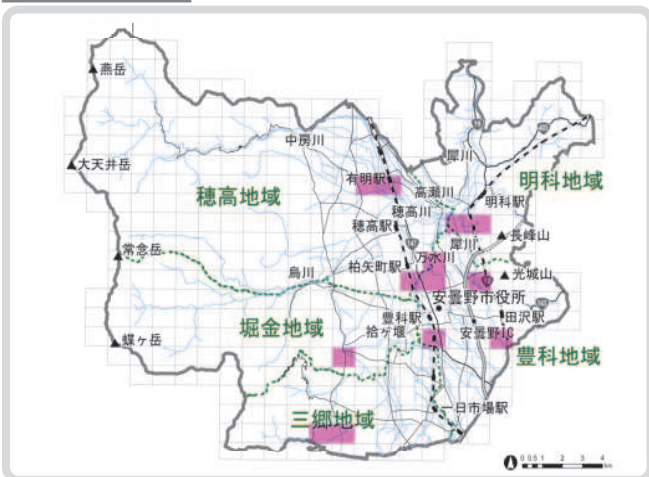 燕岳
中房川
犀川
大天井岳
有明駅
高瀬川
明科地域
穂高地域
明科駅
穂高川
穂高駅
犀川
長峰山
常念岳
万水川
柏矢町駅
光城山
烏川
安曇野市役所
豊科駅
田沢駅
堀金地域
拾ケ堰
安曇野IC
蝶ヶ岳
豊科地域
三郷地域
一日市場駅
0 0.5 1 2 3 4
km